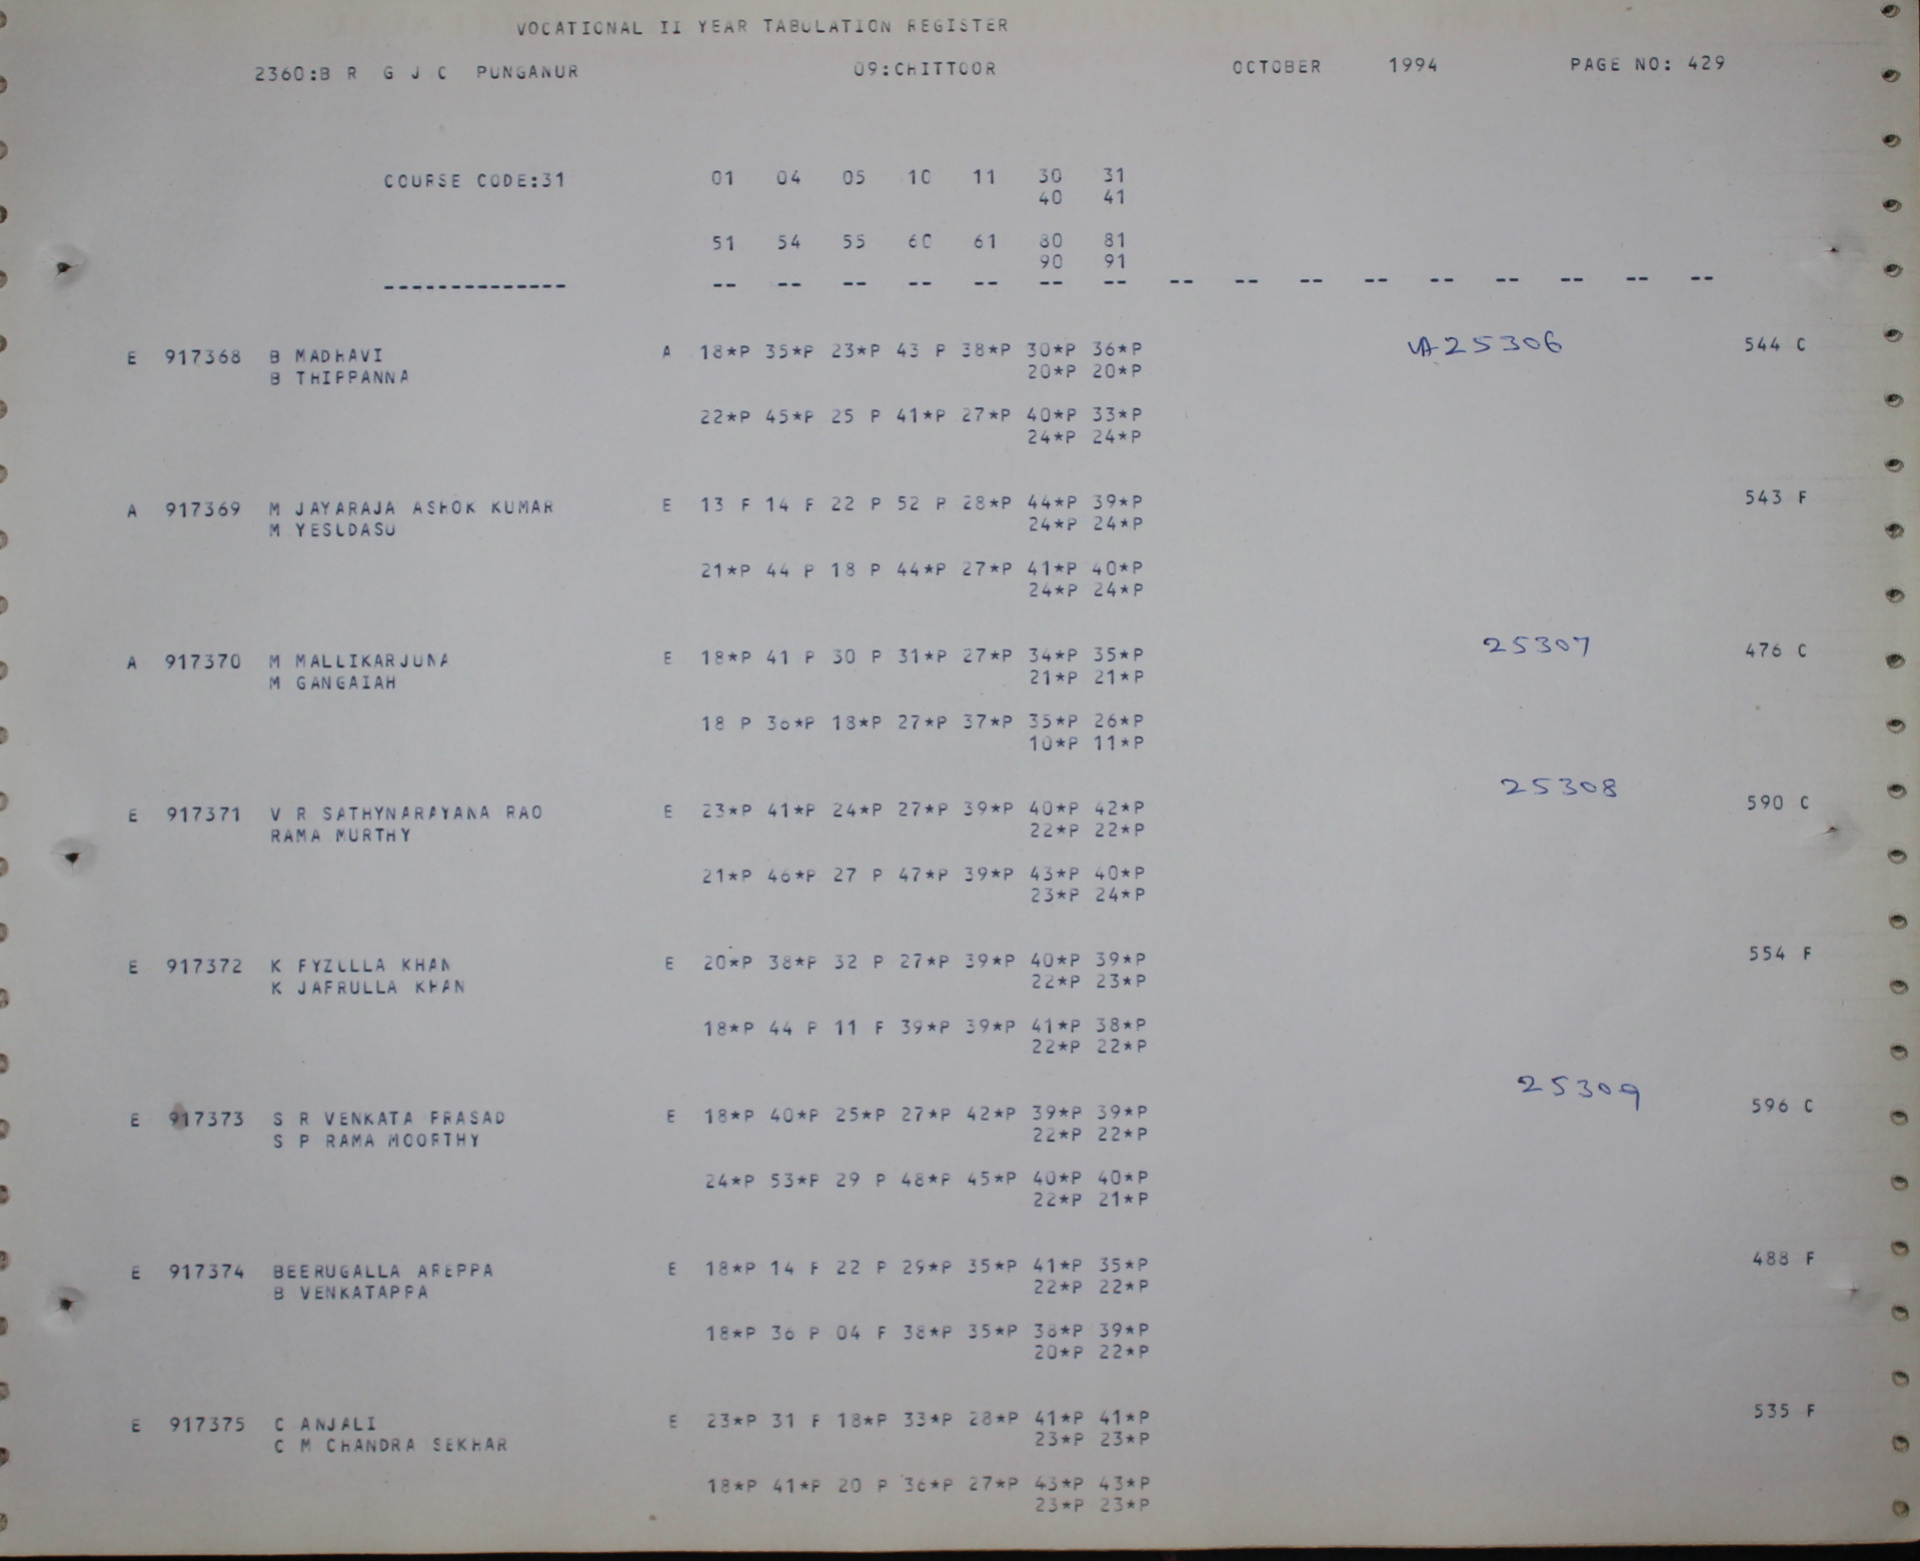 VOCATIONAL II YEAR TABULATION REGISTER
2360:B R G J C PUNGANUR 09:CHITTOOR OCTOBER 1994 PAGE NO: 429
COURSE CODE:31 01 04 05 10 11 30 31
40 41
51 54 55 60 61 80 81
90 91
-------------- -- -- -- -- -- -- -- -- -- -- -- -- -- -- -- --
E 917368 B MADHAVI A 18*P 35*P 23*P 43 P 38*P 30*P 36*P VA25306 544 C
B THIPPANNA 20*P 20*P
22*P 45*P 25 P 41*P 27*P 40*P 33*P
24*P 24*P
A 917369 M JAYARAJA ASHOK KUMAR E 13 F 14 F 22 P 52 P 28*P 44*P 39*P 543 F
M YESUDASU 24*P 24*P
21*P 44 P 18 P 44*P 27*P 41*P 40*P
24*P 24*P
A 917370 M MALLIKARJUNA E 18*P 41 P 30 P 31*P 27*P 34*P 35*P 25307 476 C
M GANGAIAH 21*P 21*P
18 P 36*P 18*P 27*P 37*P 35*P 26*P
10*P 11*P
E 917371 V R SATHYNARAYANA RAO E 23*P 41*P 24*P 27*P 39*P 40*P 42*P 25308 590 C
RAMA MURTHY 22*P 22*P
21*P 46*P 27 P 47*P 39*P 43*P 40*P
23*P 24*P
E 917372 K FYZULLA KHAN E 20*P 38*P 32 P 27*P 39*P 40*P 39*P 554 F
K JAFRULLA KHAN 22*P 23*P
18*P 44 P 11 F 39*P 39*P 41*P 38*P
22*P 22*P
E 917373 S R VENKATA PRASAD E 18*P 40*P 25*P 27*P 42*P 39*P 39*P 25309 596 C
S P RAMA MOORTHY 22*P 22*P
24*P 53*P 29 P 48*P 45*P 40*P 40*P
22*P 21*P
E 917374 BEERUGALLA AREPPA E 18*P 14 F 22 P 29*P 35*P 41*P 35*P 488 F
B VENKATAPPA 22*P 22*P
18*P 36 P 04 F 38*P 35*P 38*P 39*P
20*P 22*P
E 917375 C ANJALI E 23*P 31 F 18*P 33*P 28*P 41*P 41*P 535 F
C M CHANDRA SEKHAR 23*P 23*P
18*P 41*P 20 P 36*P 27*P 43*P 43*P
23*P 23*P